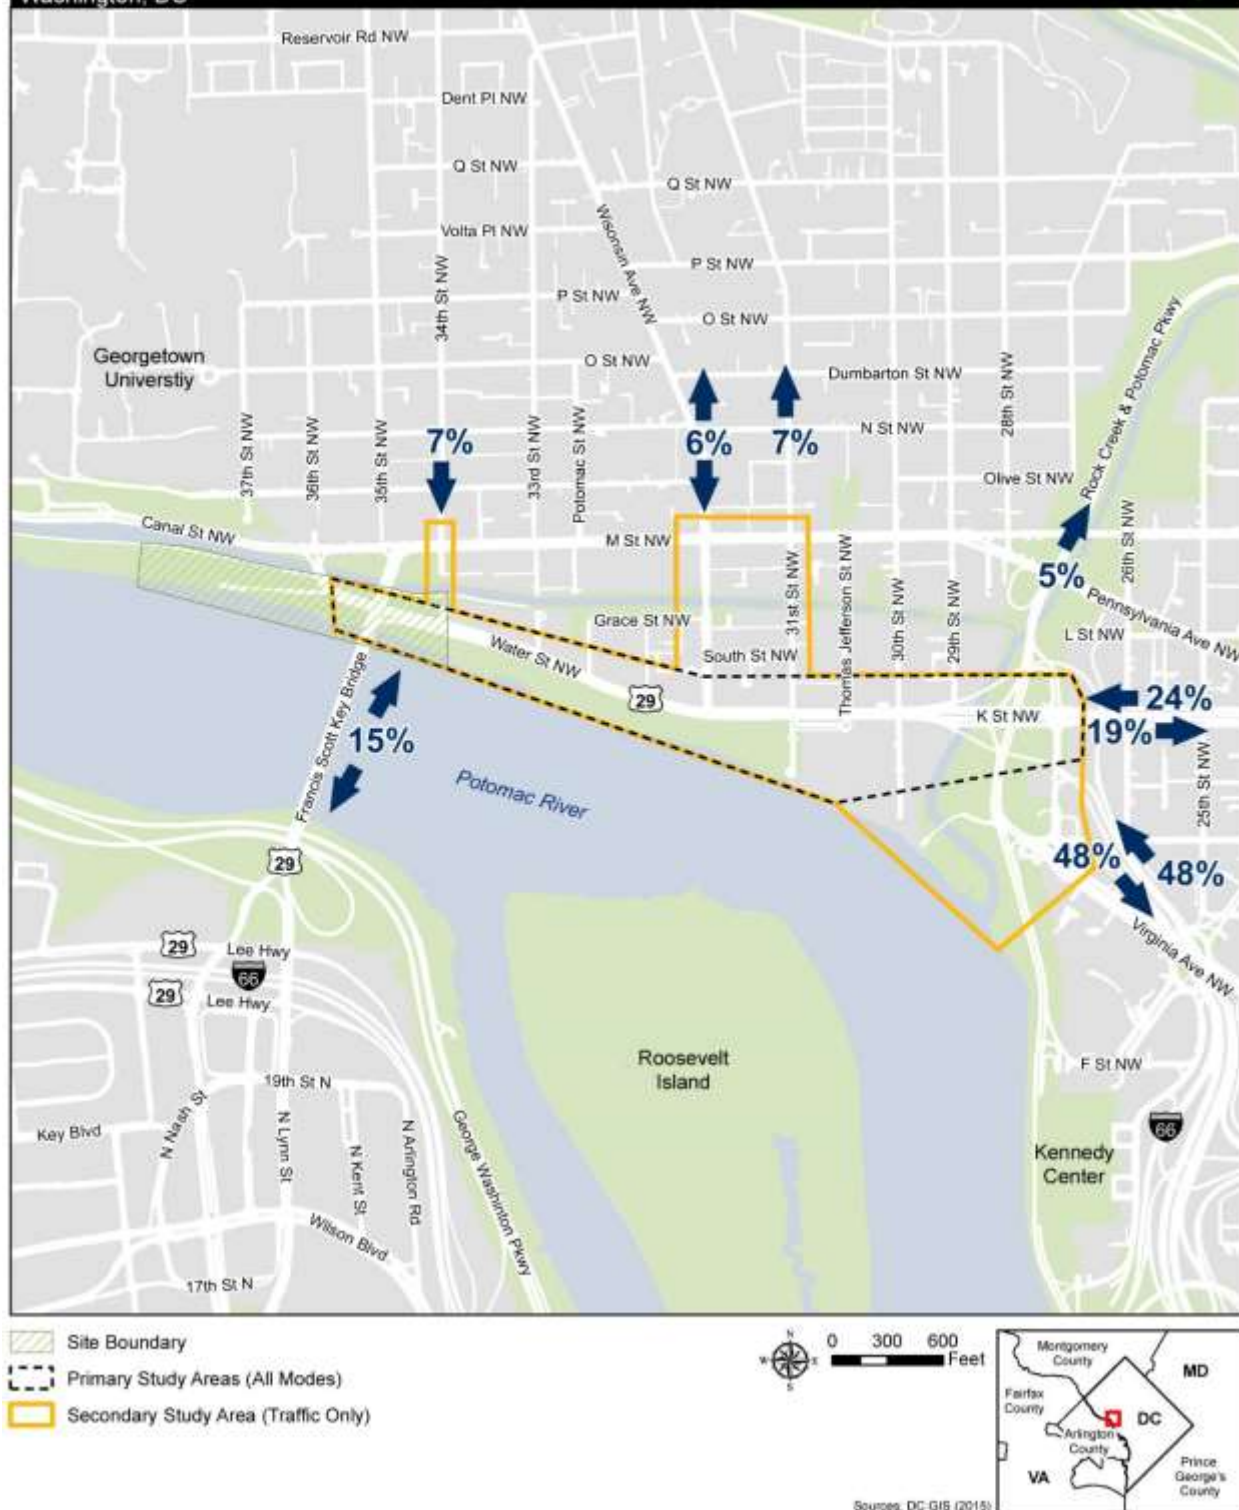 Washington, DC
Reservoir Rd NW
Dent Pl NW
Q St NW
Q St NW
Wisonsin Ave NW
Volta Pl NW
P St NW
34th St NW
P St NW
O St NW
Rock Creek & Potomac Pkwy
Georgetown
Universtiy
O St NW
Dumbarton St NW
28th St NW
37th St NW
36th St NW
35th St NW
7%
33rd St NW
Potomac St NW
6%
7%
N St NW
Olive St NW
26th St NW
Canal St NW
M St NW
31st St NW
Thomas Jefferson St NW
30th St NW
29th St NW
5%
Pennsylvania Ave NW
Grace St NW
L St NW
Water St NW
South St NW
29
K St NW
24%
19%
25th St NW
Francis Scott Key Bridge
15%
Potomac River
29
48%
48%
Virginia Ave NW
29
Lee Hwy
66
29
Lee Hwy
Roosevelt
Island
F St NW
19th St N
Key Blvd
N Nash St
N Lynn St
N Kent St
N Arlington Rd
George Washinton Pkwy
66
Kennedy
Center
Wilson Blvd
17th St N
Site Boundary
Primary Study Areas (All Modes)
Secondary Study Area (Traffic Only)
N
W E
S
0 300 600
Feet
Montgomery
County
MD
Fairfax
County
DC
Arlington
County
VA
Prince
George's
County
Sources: DC GIS (2015)